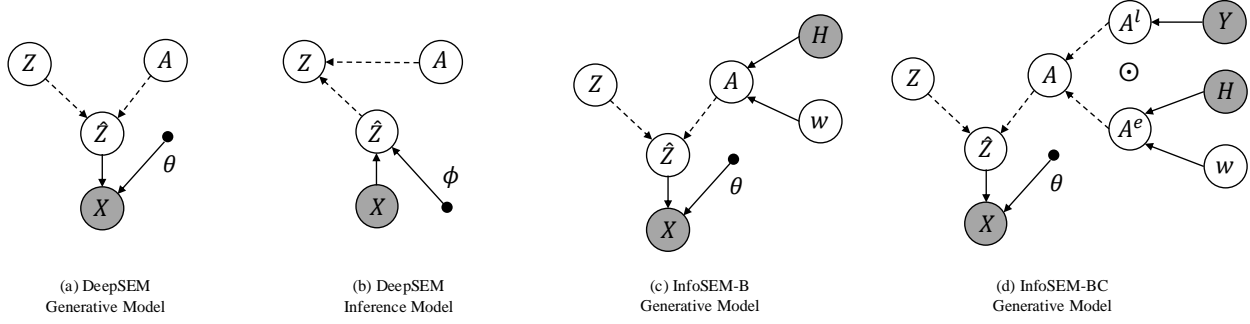 Z
A
Ẑ
θ
X
(a) DeepSEM
Generative Model
Z
A
Ẑ
ϕ
X
(b) DeepSEM
Inference Model
H
Z
A
w
Ẑ
θ
X
(c) InfoSEM-B
Generative Model
A^l
Y
Z
A
⊙
H
A^e
Ẑ
w
θ
X
(d) InfoSEM-BC
Generative Model